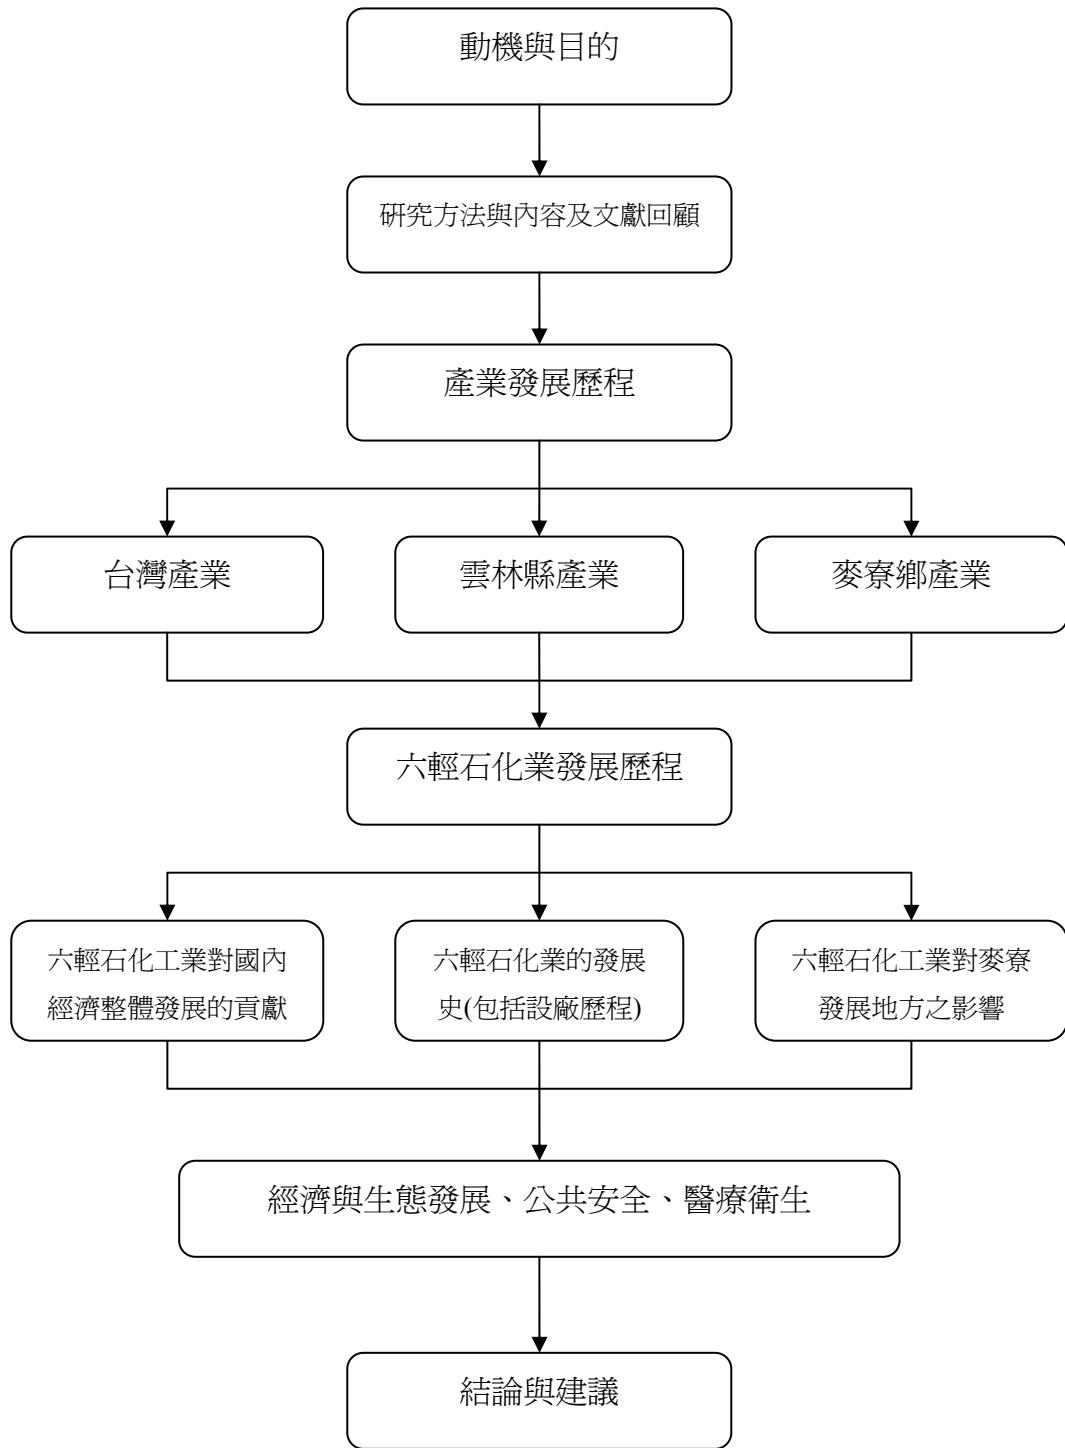 動機與目的
研究方法與內容及文獻回顧
產業發展歷程
台灣產業
雲林縣產業
麥寮鄉產業
六輕石化業發展歷程
六輕石化工業對國內
經濟整體發展的貢獻
六輕石化業的發展
史(包括設廠歷程)
六輕石化工業對麥寮
發展地方之影響
經濟與生態發展、公共安全、醫療衛生
結論與建議